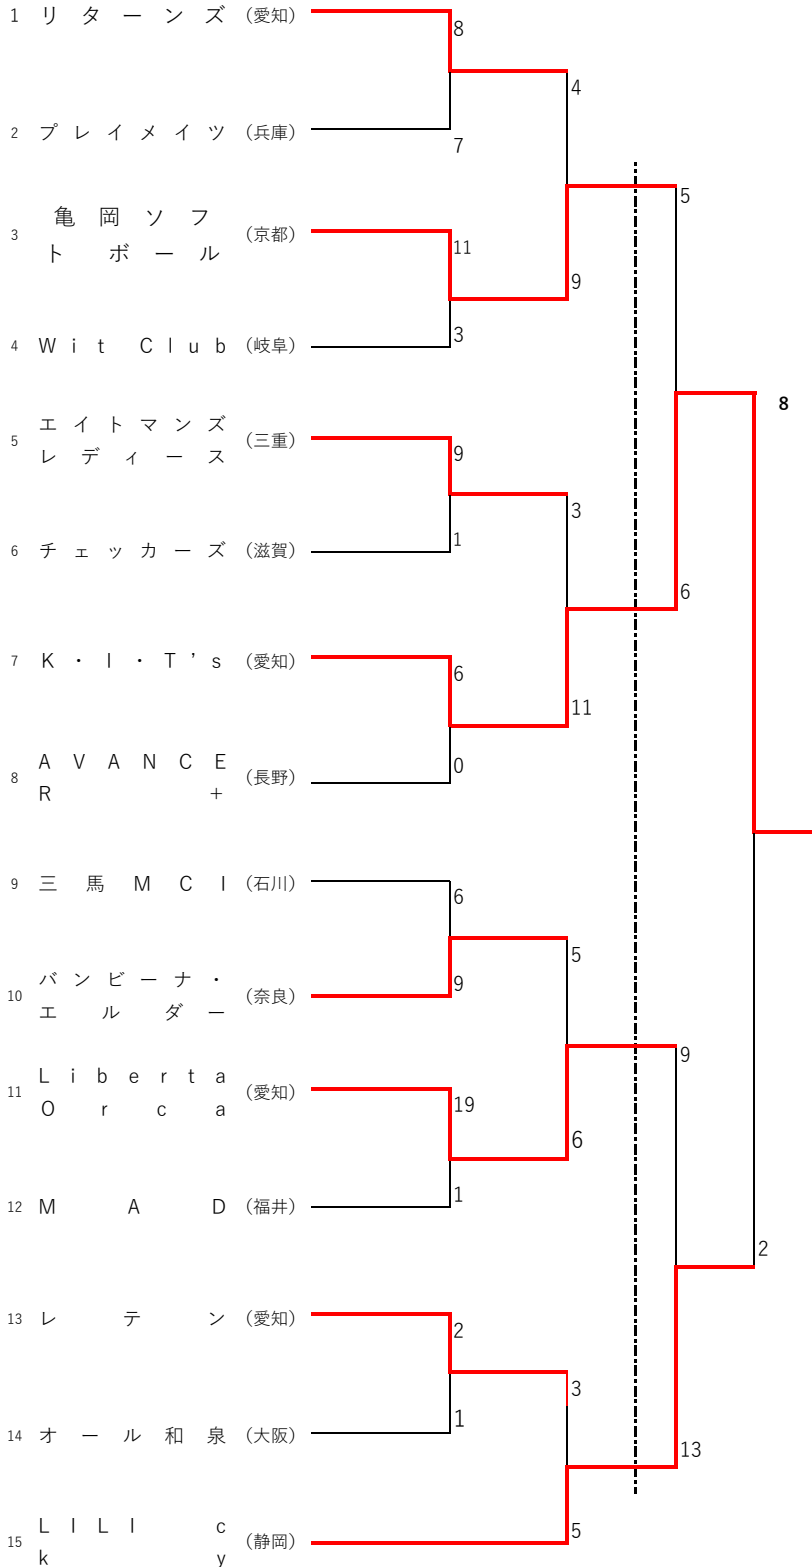 1 リターンズ (愛知)
8
4
2 プレイメイツ (兵庫)
7
5
亀岡ソフ
3 (京都)
トボール
11
9
4 Wit Club (岐阜)
3
8
エイトマンズ
5 (三重)
レディース
9
3
6 チェッカーズ (滋賀)
1
6
7 K・I・T's (愛知)
6
11
AVANCE
8 (長野)
R+
0
9 三馬MCI (石川)
6
5
バンビーナ・
10 (奈良)
エルダー
9
9
Liberta
11 (愛知)
Orca
19
6
12 MAD (福井)
1
2
13 レテン (愛知)
2
3
14 オール和泉 (大阪)
1
13
LILI c
15 (静岡)
ky
5